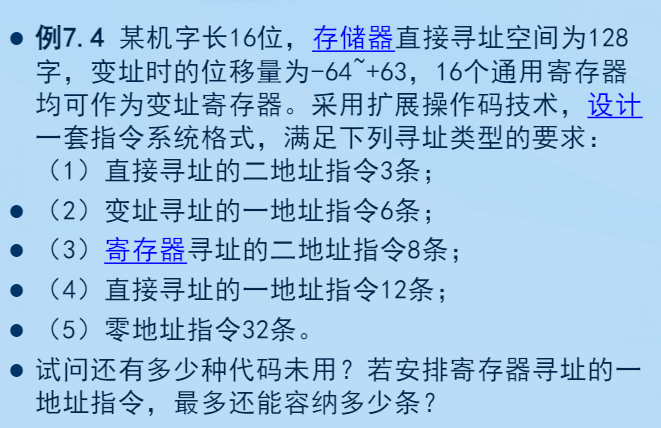 例7.4 某机字长16位，存储器直接寻址空间为128
字，变址时的位移量为-64~+63，16个通用寄存器
均可作为变址寄存器。采用扩展操作码技术，设计
一套指令系统格式，满足下列寻址类型的要求：
（1）直接寻址的二地址指令3条；
（2）变址寻址的一地址指令6条；
（3）寄存器寻址的二地址指令8条；
（4）直接寻址的一地址指令12条；
（5）零地址指令32条。
试问还有多少种代码未用？若安排寄存器寻址的一
地址指令，最多还能容纳多少条？